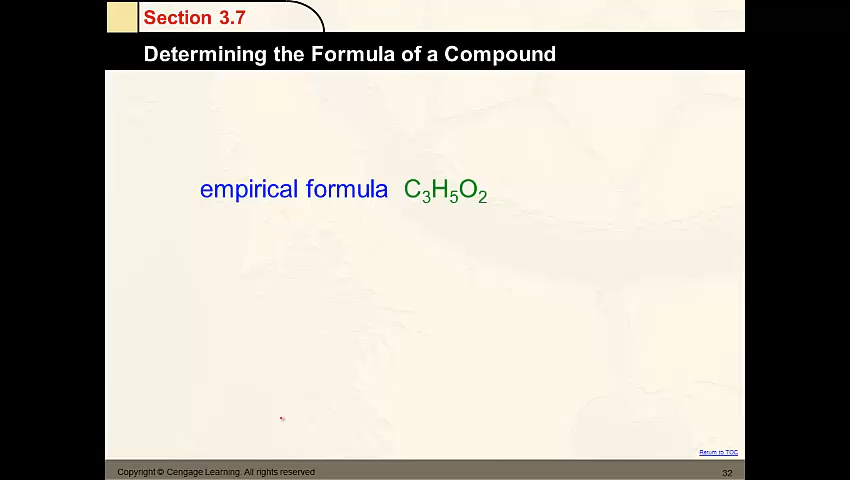 Section 3.7
Determining the Formula of a Compound
empirical formula C₃H₅O₂
Return to TOC
Copyright © Cengage Learning. All rights reserved
32